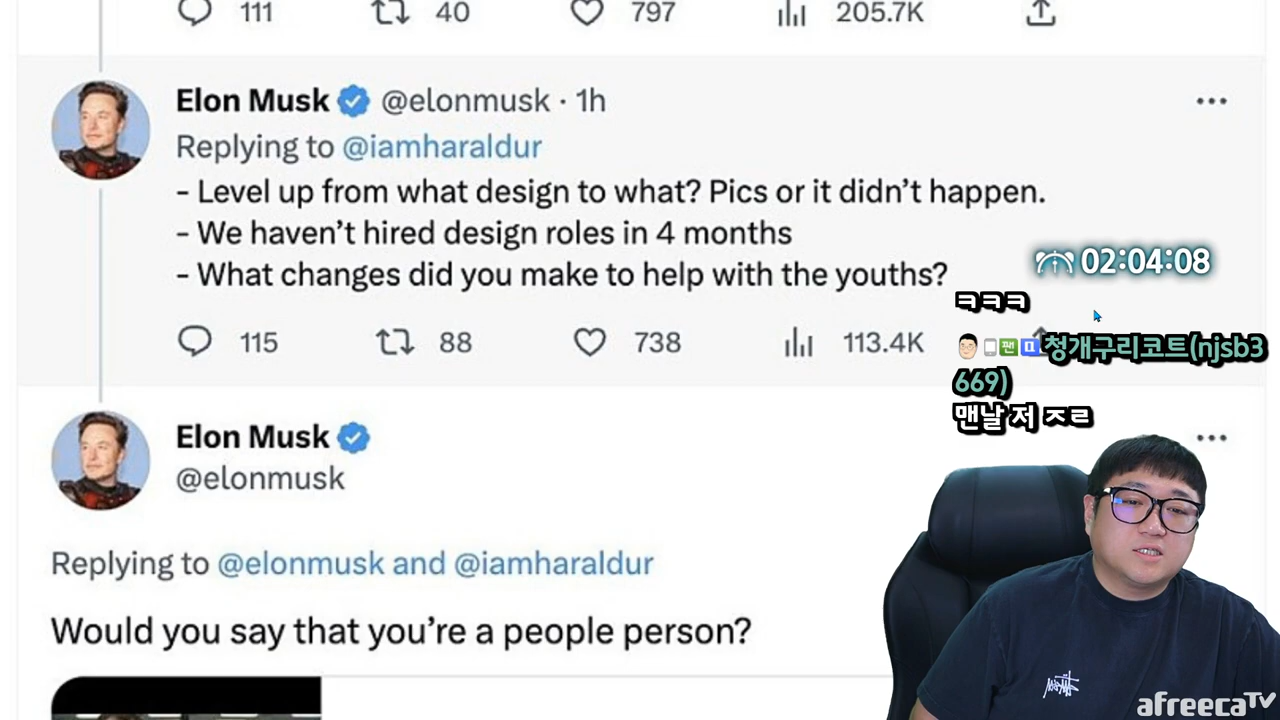 111 40 797 205.7K
Elon Musk @elonmusk · 1h
Replying to @iamharaldur
- Level up from what design to what? Pics or it didn't happen.
- We haven't hired design roles in 4 months
- What changes did you make to help with the youths?
02:04:08
ㅋㅋㅋ
115 88 738 113.4K
팬 청개구리코트(njsb3
669)
맨날 저 ㅈㄹ
Elon Musk
@elonmusk
Replying to @elonmusk and @iamharaldur
Would you say that you're a people person?
afreecaTV